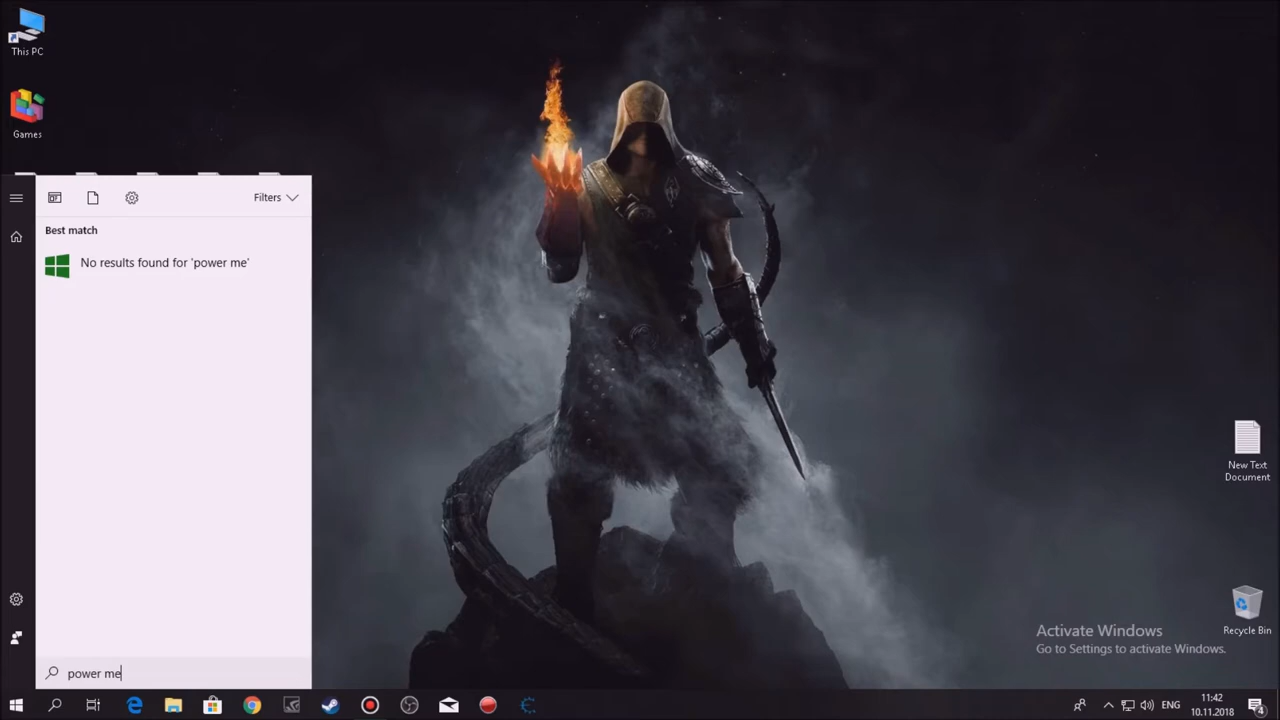 This PC
Games
Filters
Best match
No results found for 'power me'
power me
New Text
Document
Recycle Bin
Activate Windows
Go to Settings to activate Windows.
ENG
11:42
10.11.2018
4